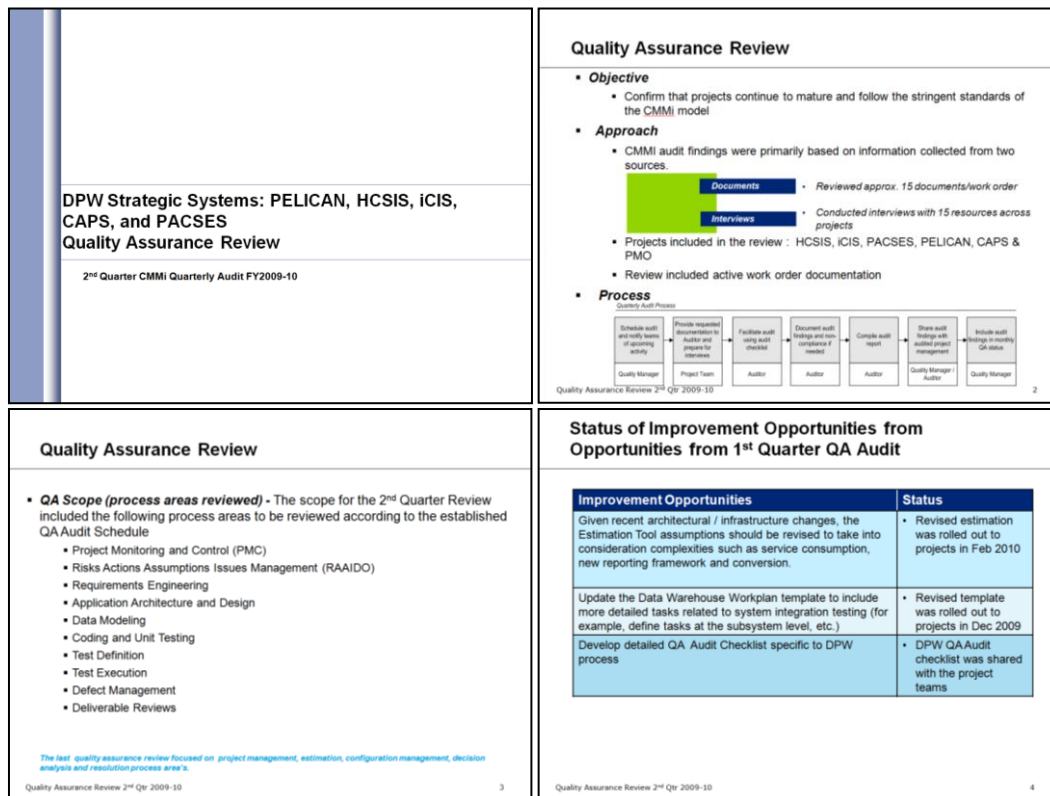 DPW Strategic Systems: PELICAN, HCSIS, iCIS,
CAPS, and PACSES
Quality Assurance Review
2nd Quarter CMMi Quarterly Audit FY2009-10
Quality Assurance Review
▪ Objective
▪ Confirm that projects continue to mature and follow the stringent standards of
the CMMi model
▪ Approach
▪ CMMI audit findings were primarily based on information collected from two
sources.
Documents
• Reviewed approx. 15 documents/work order
Interviews
• Conducted interviews with 15 resources across
projects
▪ Projects included in the review : HCSIS, iCIS, PACSES, PELICAN, CAPS &
PMO
▪ Review included active work order documentation
▪ Process
Quarterly Audit Process
Schedule audit
and notify teams
of upcoming
activity
Quality Manager
Provide requested
documentation to
Auditor and
prepare for
interviews
Project Team
Facilitate audit
using audit
checklist
Auditor
Document audit
findings and non-
compliance if
needed
Auditor
Compile audit
report
Auditor
Share audit
findings with
audited project
management
Quality Manager /
Auditor
Include audit
findings in monthly
QA status
Quality Manager
Quality Assurance Review 2nd Qtr 2009-10
2
Quality Assurance Review
▪ QA Scope (process areas reviewed) - The scope for the 2nd Quarter Review
included the following process areas to be reviewed according to the established
QA Audit Schedule
▪ Project Monitoring and Control (PMC)
▪ Risks Actions Assumptions Issues Management (RAAIDO)
▪ Requirements Engineering
▪ Application Architecture and Design
▪ Data Modeling
▪ Coding and Unit Testing
▪ Test Definition
▪ Test Execution
▪ Defect Management
▪ Deliverable Reviews
The last quality assurance review focused on project management, estimation, configuration management, decision
analysis and resolution process area's.
Quality Assurance Review 2nd Qtr 2009-10
3
Status of Improvement Opportunities from
Opportunities from 1st Quarter QA Audit
Improvement Opportunities
Status
Given recent architectural / infrastructure changes, the
Estimation Tool assumptions should be revised to take into
consideration complexities such as service consumption,
new reporting framework and conversion.
• Revised estimation
was rolled out to
projects in Feb 2010
Update the Data Warehouse Workplan template to include
more detailed tasks related to system integration testing (for
example, define tasks at the subsystem level, etc.)
• Revised template
was rolled out to
projects in Dec 2009
Develop detailed QA Audit Checklist specific to DPW
process
• DPW QA Audit
checklist was shared
with the project
teams
Quality Assurance Review 2nd Qtr 2009-10
4